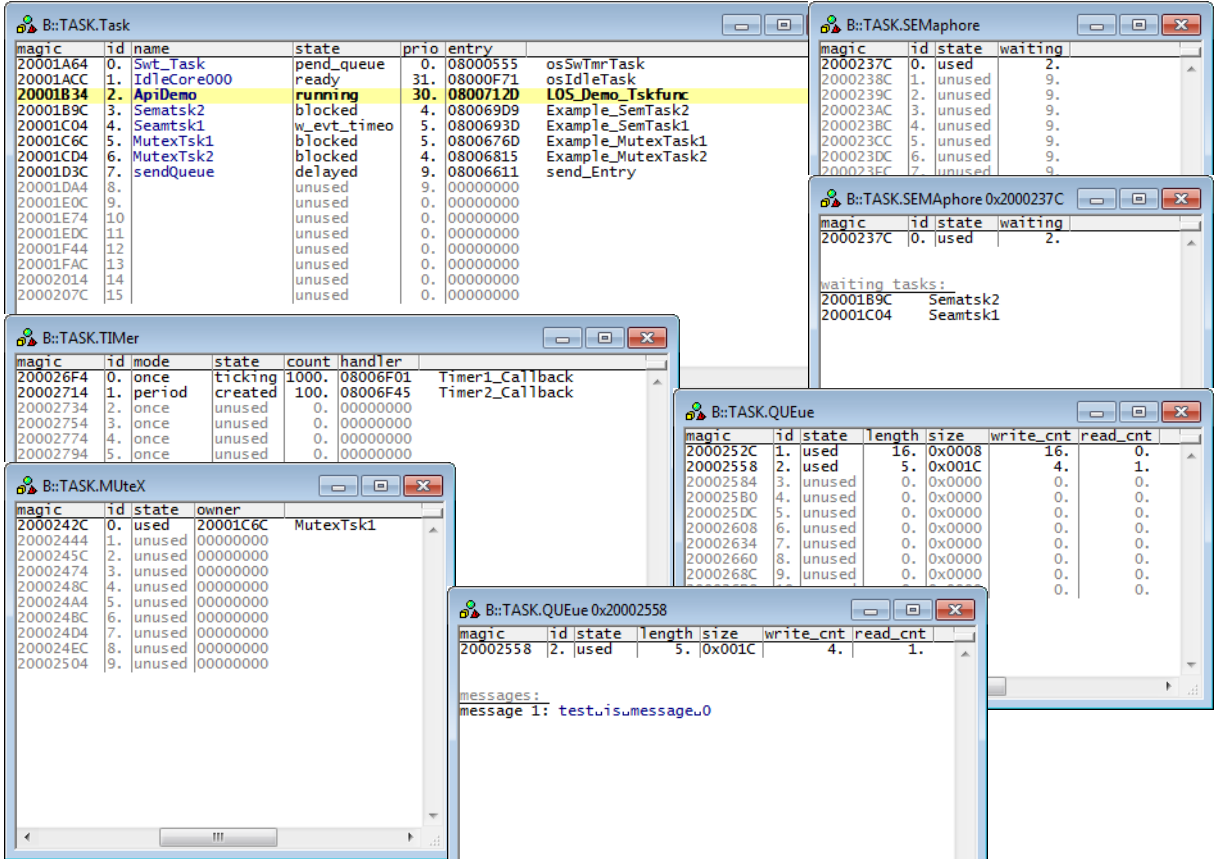 B::TASK.Task
magic id name state prio entry
20001A64 0. Swt_Task pend_queue 0. 08000555 osSwTmrTask
20001ACC 1. IdleCore000 ready 31. 08000F71 osIdleTask
20001B34 2. ApiDemo running 30. 0800712D LOS_Demo_Tskfunc
20001B9C 3. Sematsk2 blocked 4. 080069D9 Example_SemTask2
20001C04 4. Seamtsk1 w_evt_timeo 5. 0800693D Example_SemTask1
20001C6C 5. MutexTsk1 blocked 5. 0800676D Example_MutexTask1
20001CD4 6. MutexTsk2 blocked 4. 08006815 Example_MutexTask2
20001D3C 7. sendQueue delayed 9. 08006611 send_Entry
20001DA4 8. unused 9. 00000000
20001E0C 9. unused 0. 00000000
20001E74 10 unused 0. 00000000
20001EDC 11 unused 0. 00000000
20001F44 12 unused 0. 00000000
20001FAC 13 unused 0. 00000000
20002014 14 unused 0. 00000000
2000207C 15 unused 0. 00000000
B::TASK.SEMaphore
magic id state waiting
2000237C 0. used 2.
2000238C 1. unused 9.
2000239C 2. unused 9.
200023AC 3. unused 9.
200023BC 4. unused 9.
200023CC 5. unused 9.
200023DC 6. unused 9.
200023EC 7. unused 9.
B::TASK.SEMAphore 0x2000237C
magic id state waiting
2000237C 0. used 2.
waiting tasks:
20001B9C Sematsk2
20001C04 Seamtsk1
B::TASK.TIMer
magic id mode state count handler
200026F4 0. once ticking 1000. 08006F01 Timer1_Callback
20002714 1. period created 100. 08006F45 Timer2_Callback
20002734 2. once unused 0. 00000000
20002754 3. once unused 0. 00000000
20002774 4. once unused 0. 00000000
20002794 5. once unused 0. 00000000
B::TASK.QUEue
magic id state length size write_cnt read_cnt
2000252C 1. used 16. 0x0008 16. 0.
20002558 2. used 5. 0x001C 4. 1.
20002584 3. unused 0. 0x0000 0. 0.
200025B0 4. unused 0. 0x0000 0. 0.
200025DC 5. unused 0. 0x0000 0. 0.
20002608 6. unused 0. 0x0000 0. 0.
20002634 7. unused 0. 0x0000 0. 0.
20002660 8. unused 0. 0x0000 0. 0.
2000268C 9. unused 0. 0x0000 0. 0.
0. 0.
B::TASK.MUteX
magic id state owner
2000242C 0. used 20001C6C MutexTsk1
20002444 1. unused 00000000
2000245C 2. unused 00000000
20002474 3. unused 00000000
2000248C 4. unused 00000000
200024A4 5. unused 00000000
200024BC 6. unused 00000000
200024D4 7. unused 00000000
200024EC 8. unused 00000000
20002504 9. unused 00000000
B::TASK.QUEue 0x20002558
magic id state length size write_cnt read_cnt
20002558 2. used 5. 0x001C 4. 1.
messages:
message 1: test␣is␣message␣0